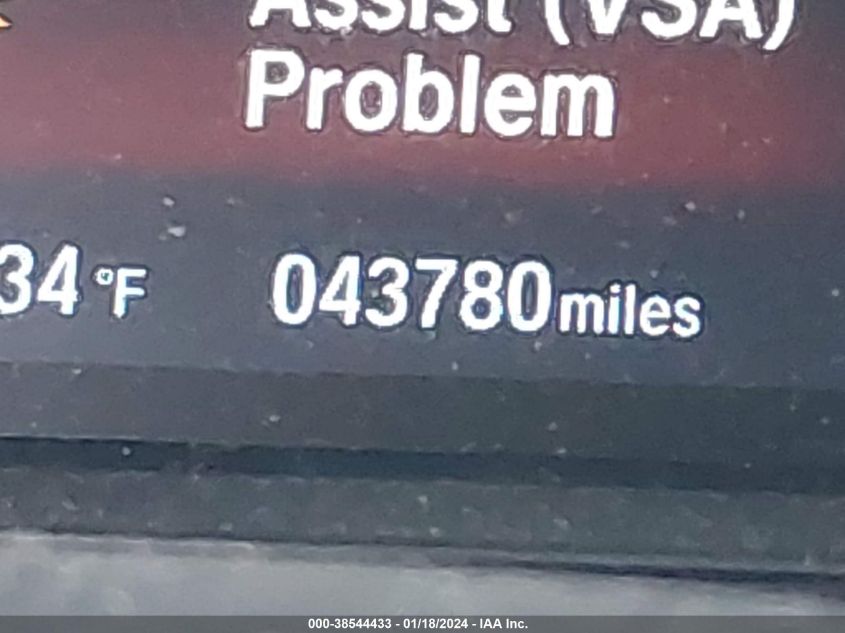 Assist (VSA)
Problem
34 °F 043780 miles
000-38544433 - 01/18/2024 - IAA Inc.